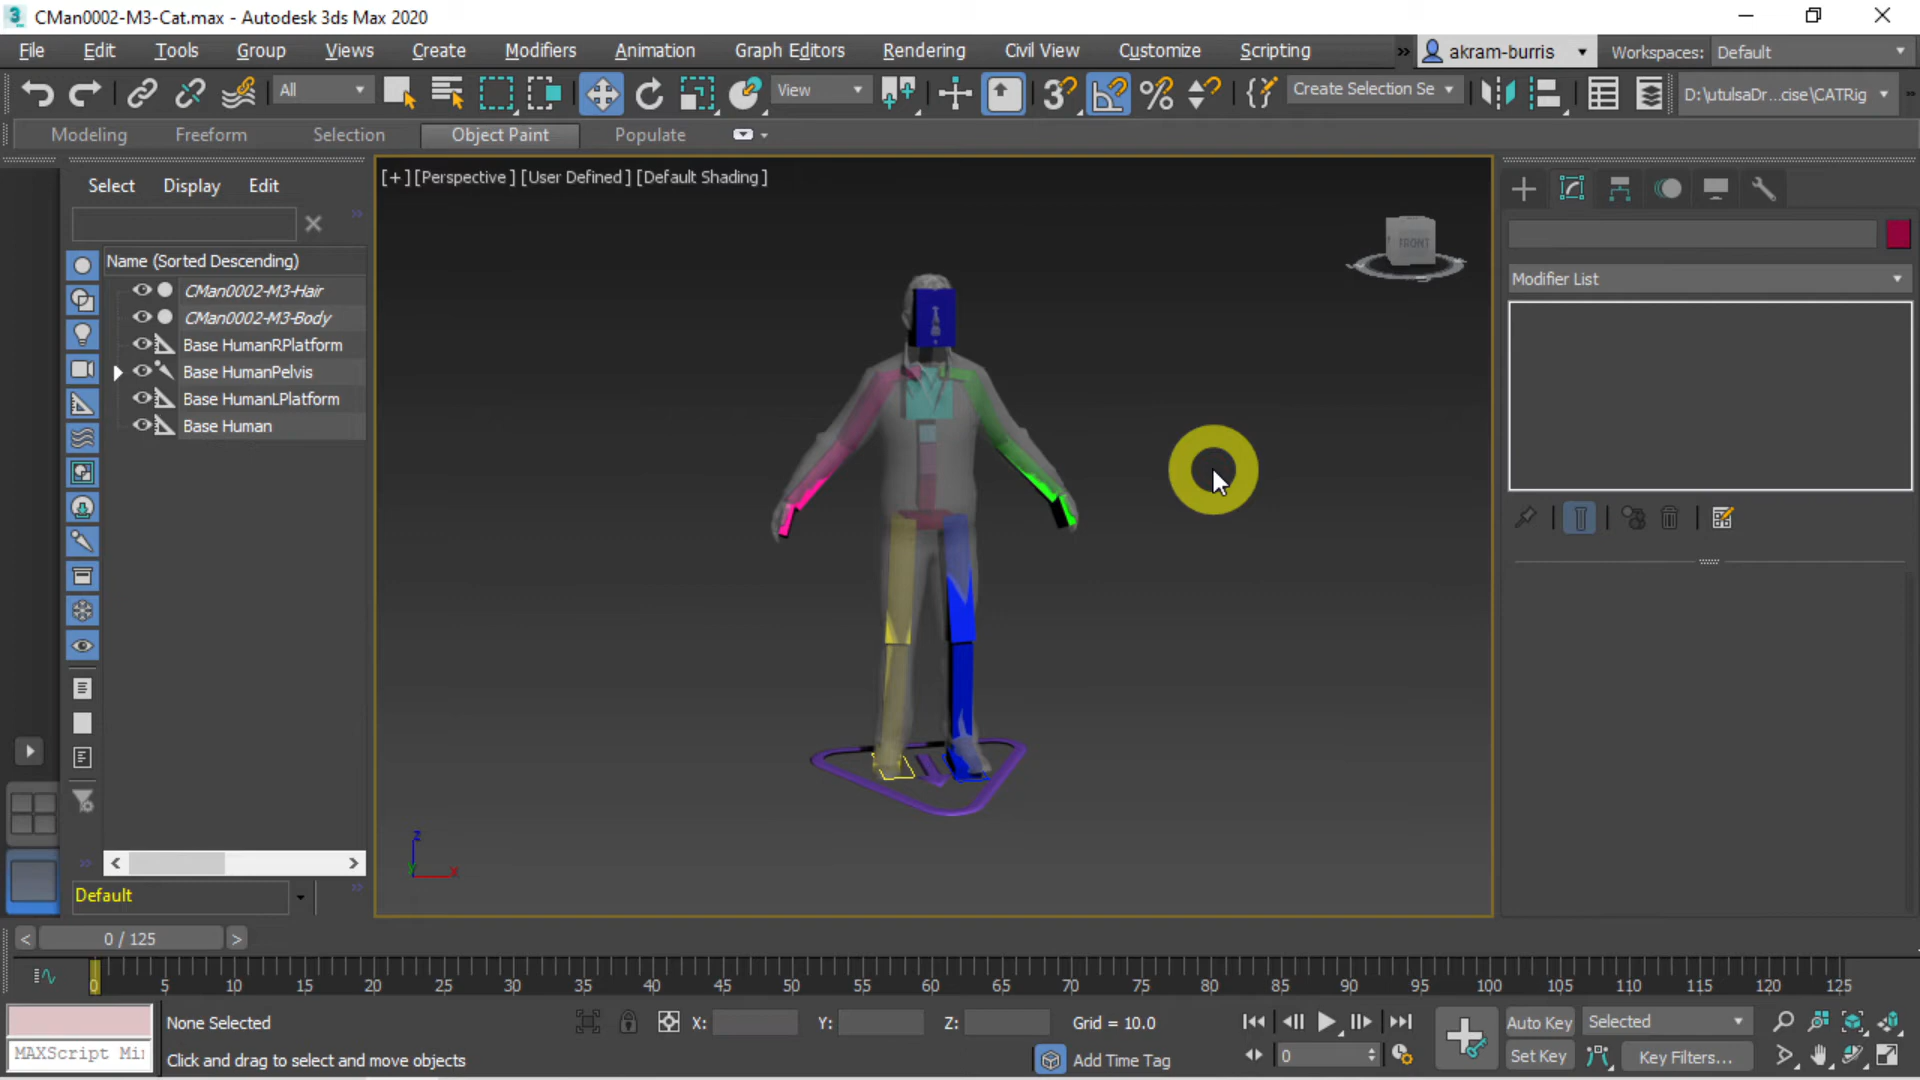 CMan0002-M3-Cat.max - Autodesk 3ds Max 2020
File Edit Tools Group Views Create Modifiers Animation Graph Editors Rendering Civil View Customize Scripting akram-burris Workspaces: Default
All View Create Selection Se D:\utulsaDr...cise\CATRig
Modeling Freeform Selection Object Paint Populate
[+] [Perspective] [User Defined] [Default Shading]
Select Display Edit
FRONT
Name (Sorted Descending)
CMan0002-M3-Hair
CMan0002-M3-Body
Base HumanRPlatform
Base HumanPelvis
Base HumanLPlatform
Base Human
Modifier List
z
x
Default
0 / 125
0 5 10 15 20 25 30 35 40 45 50 55 60 65 70 75 80 85 90 95 100 105 110 115 120 125
None Selected X: Y: Z: Grid = 10.0 Auto Key Selected
MAXScript Mi Click and drag to select and move objects Add Time Tag 0 Set Key Key Filters...